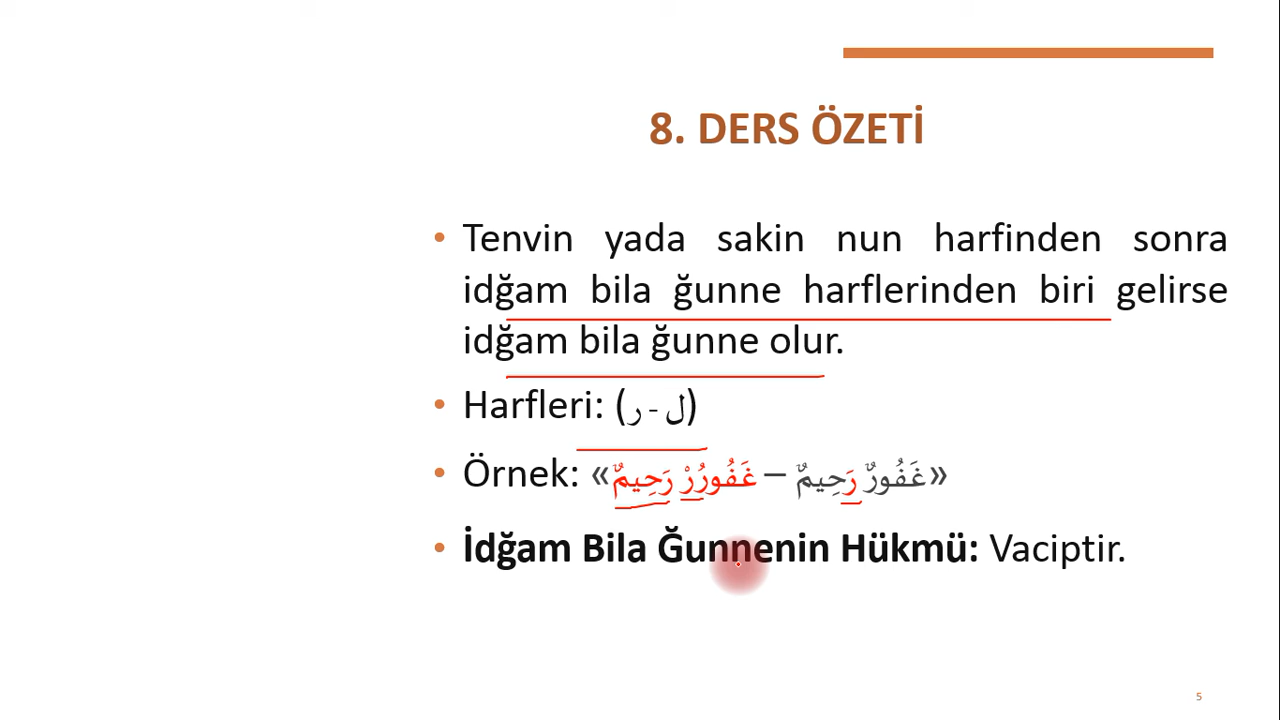 8. DERS ÖZETİ
• Tenvin yada sakin nun harfinden sonra
idğam bila ğunne harflerinden biri gelirse
idğam bila ğunne olur.
• Harfleri: (ل - ر)
• Örnek: «غَفُورٌ رَحِيمٌ – غَفُورُرْ رَحِيمٌ»
• İdğam Bila Ğunnenin Hükmü: Vaciptir.
5